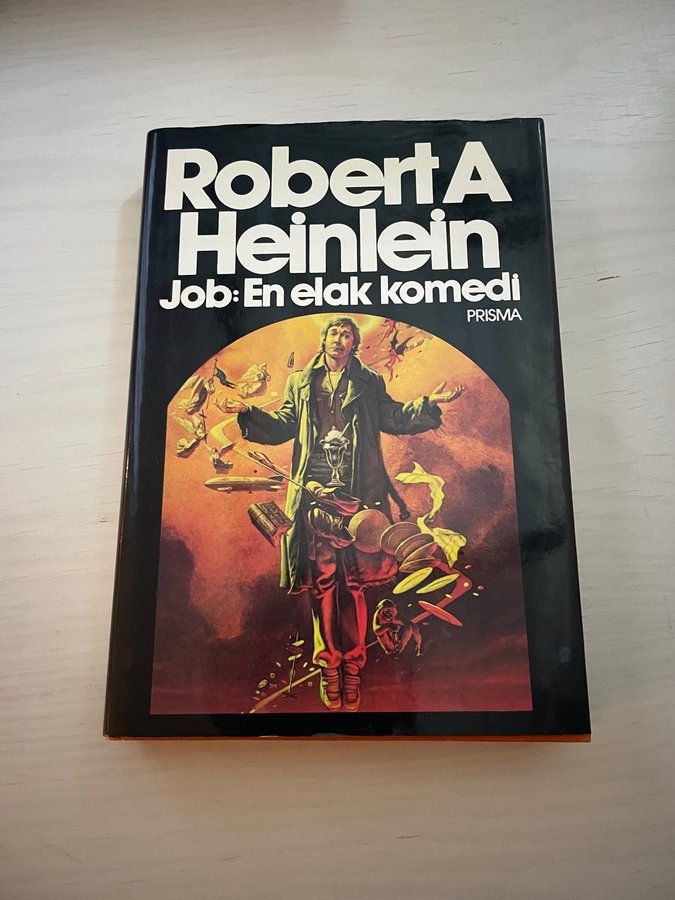 Robert A
Heinlein
Job: En elak komedi
PRISMA